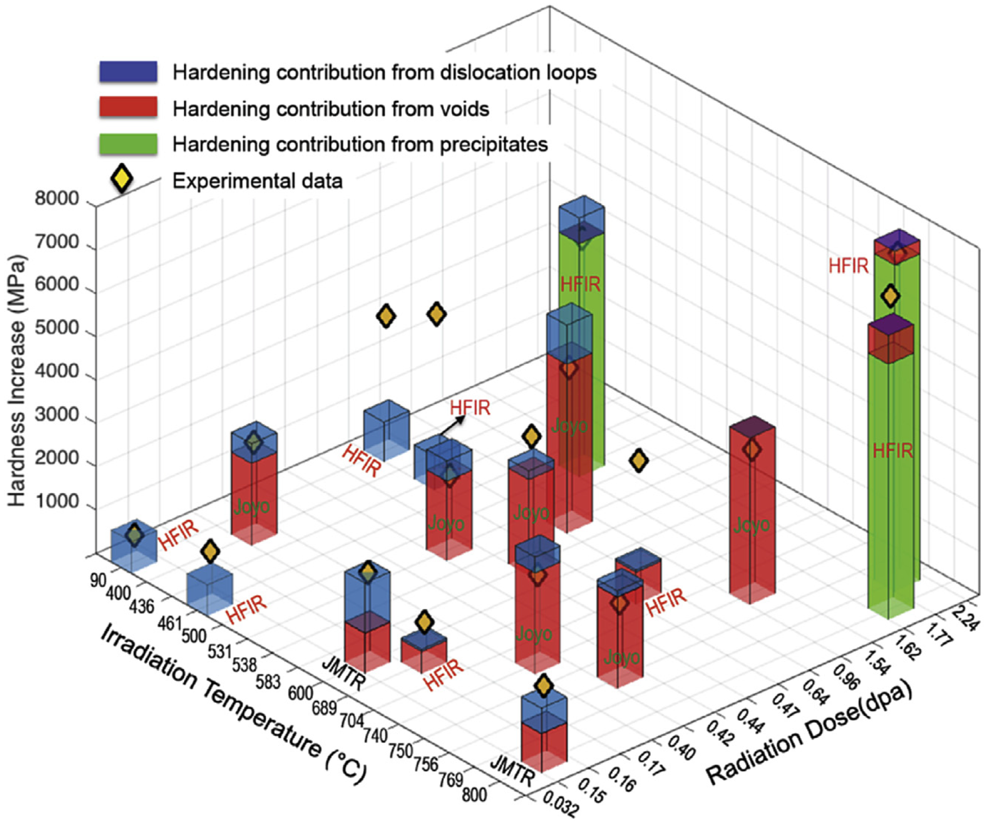 Hardening contribution from dislocation loops
Hardening contribution from voids
Hardening contribution from precipitates
Experimental data
Hardness Increase (MPa)
8000
7000
6000
5000
4000
3000
2000
1000
HFIR
HFIR
HFIR
HFIR
HFIR
HFIR
HFIR
HFIR
HFIR
Joyo
Joyo
Joyo
Joyo
Joyo
Joyo
Joyo
JMTR
JMTR
Irradiation Temperature (°C)
90
400
436
461
500
531
538
583
600
689
704
740
750
756
769
800
Radiation Dose(dpa)
0.032
0.15
0.16
0.17
0.40
0.42
0.44
0.47
0.64
0.96
1.54
1.62
1.77
2.24